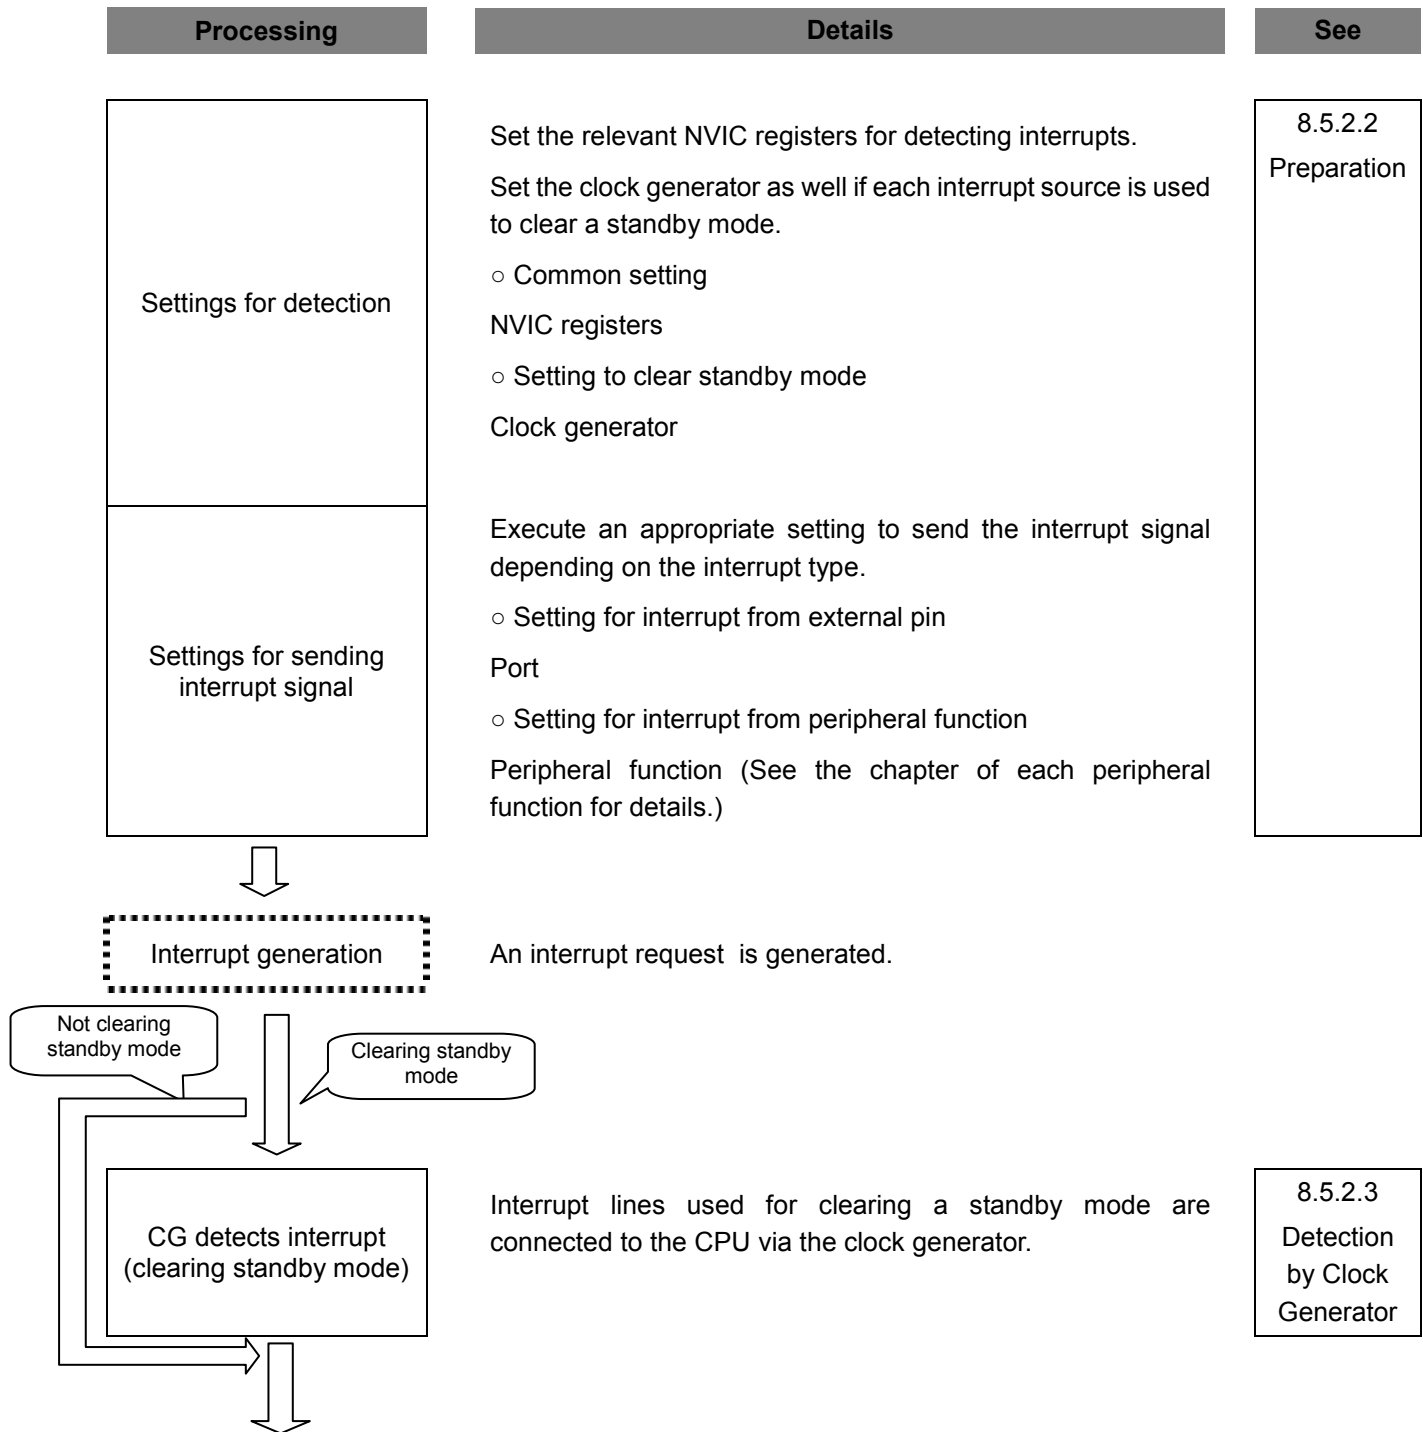 Processing
Details
See
Settings for detection
Set the relevant NVIC registers for detecting interrupts.
Set the clock generator as well if each interrupt source is used
to clear a standby mode.
○ Common setting
NVIC registers
○ Setting to clear standby mode
Clock generator
8.5.2.2
Preparation
Settings for sending
interrupt signal
Execute an appropriate setting to send the interrupt signal
depending on the interrupt type.
○ Setting for interrupt from external pin
Port
○ Setting for interrupt from peripheral function
Peripheral function (See the chapter of each peripheral
function for details.)
Interrupt generation
An interrupt request is generated.
Not clearing
standby mode
Clearing standby
mode
CG detects interrupt
(clearing standby mode)
Interrupt lines used for clearing a standby mode are
connected to the CPU via the clock generator.
8.5.2.3
Detection
by Clock
Generator